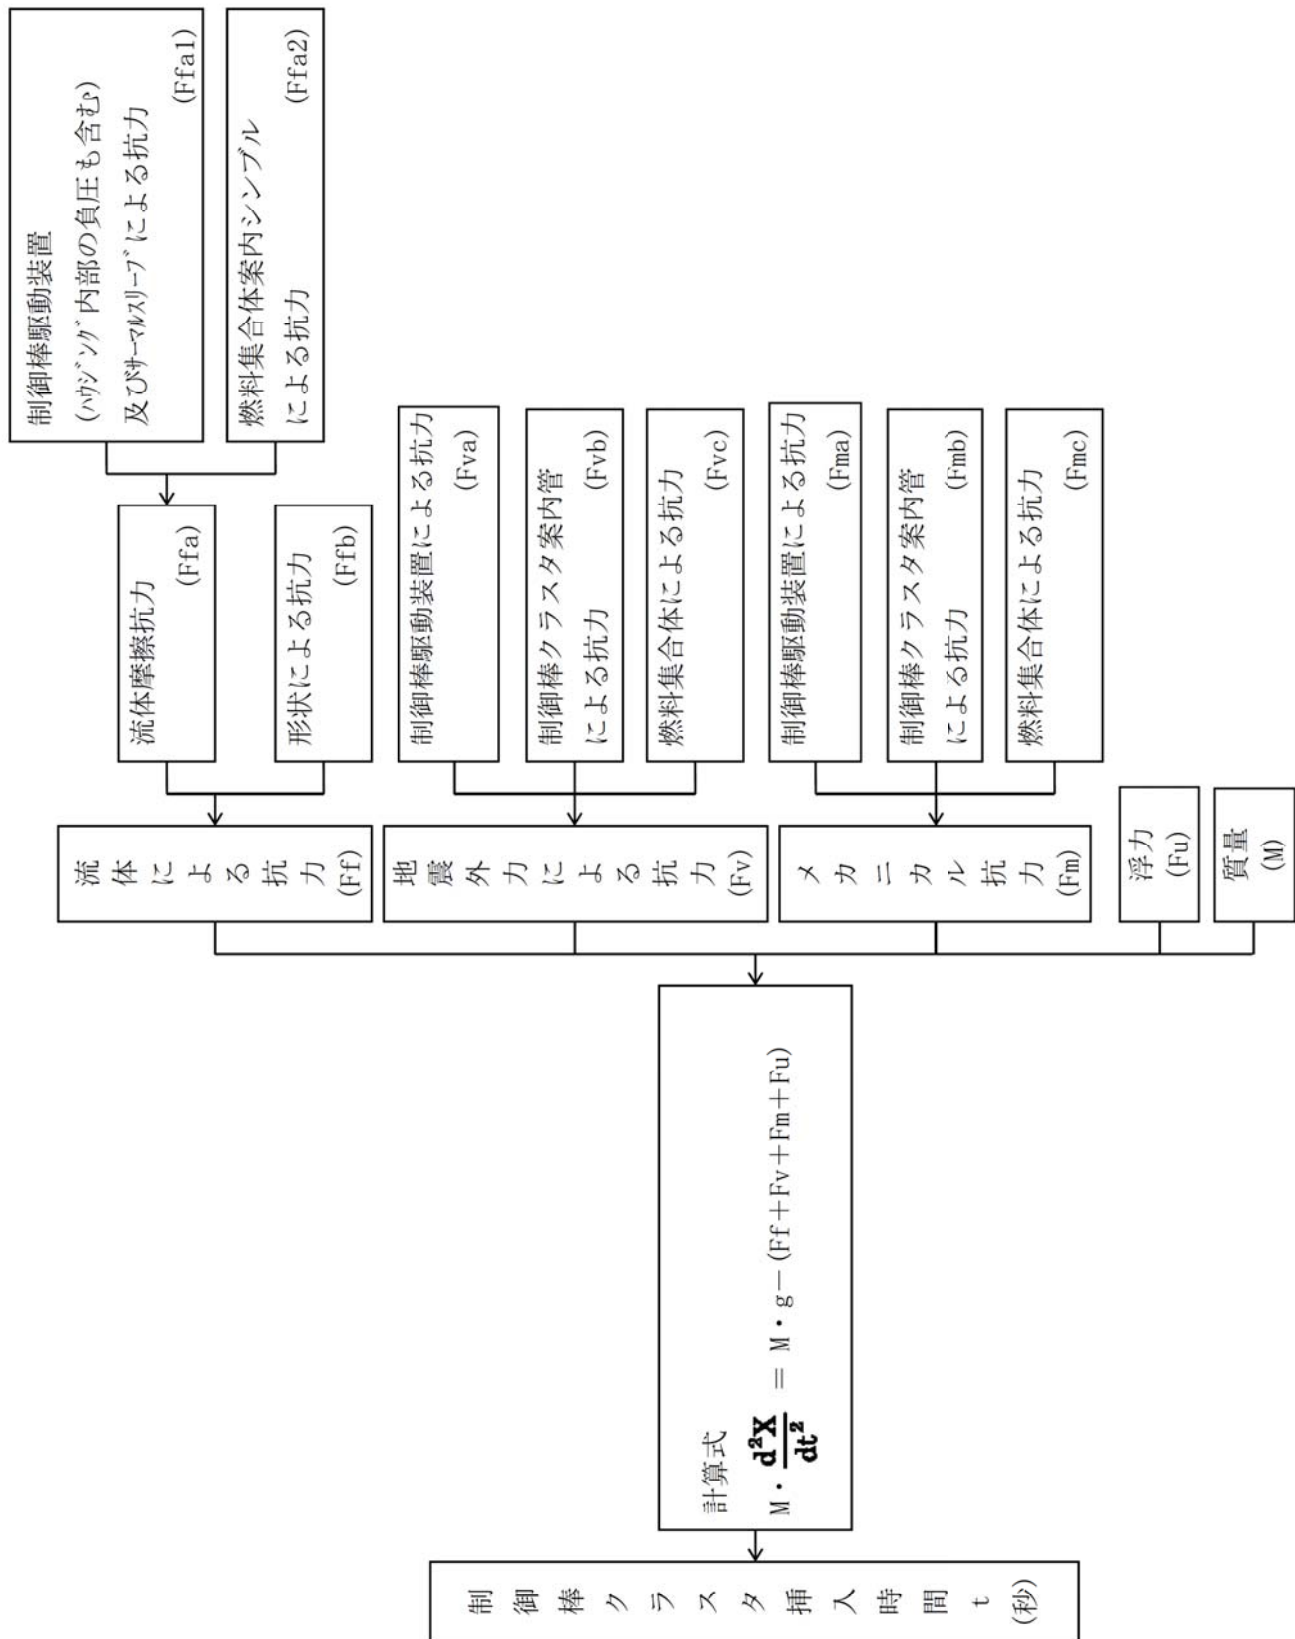 制御棒クラスタ挿入時間t
(秒)
計算式
M・d²X/dt² = M・g－(Ff＋Fv＋Fm＋Fu)
流体による抗力
(Ff)
地震外力による抗力
(Fv)
メカニカル抗力
(Fm)
浮力
(Fu)
質量
(M)
流体摩擦抗力
(Ffa)
形状による抗力
(Ffb)
制御棒駆動装置による抗力
(Fva)
制御棒クラスタ案内管
による抗力 (Fvb)
燃料集合体による抗力
(Fvc)
制御棒駆動装置による抗力
(Fma)
制御棒クラスタ案内管
による抗力 (Fmb)
燃料集合体による抗力
(Fmc)
制御棒駆動装置
(ﾊｳｼﾞﾝｸﾞ内部の負圧も含む)
及びｻｰﾏﾙｽﾘｰﾌﾞによる抗力
(Ffa1)
燃料集合体案内シンブル
による抗力 (Ffa2)